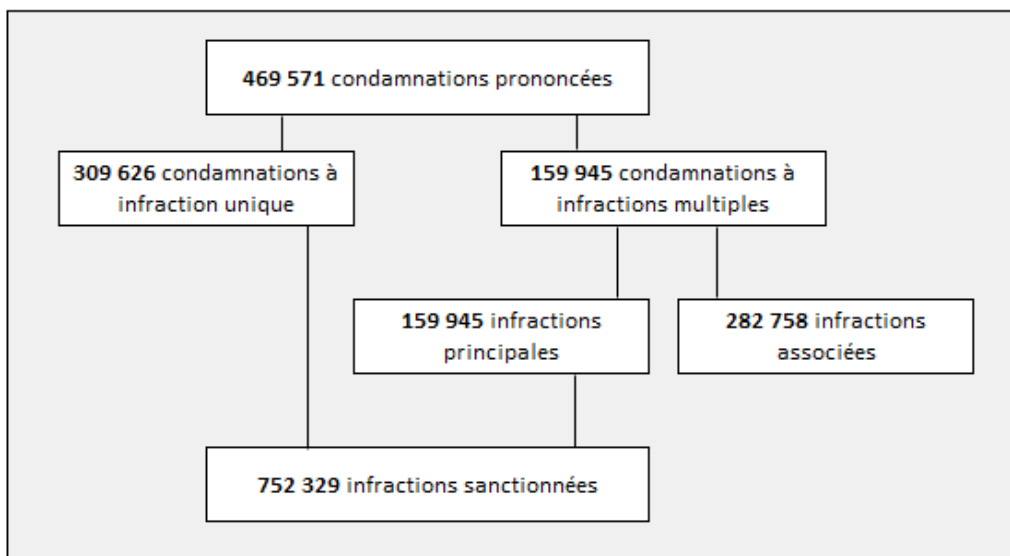 469 571 condamnations prononcées
309 626 condamnations à
infraction unique
159 945 condamnations à
infractions multiples
159 945 infractions
principales
282 758 infractions
associées
752 329 infractions sanctionnées